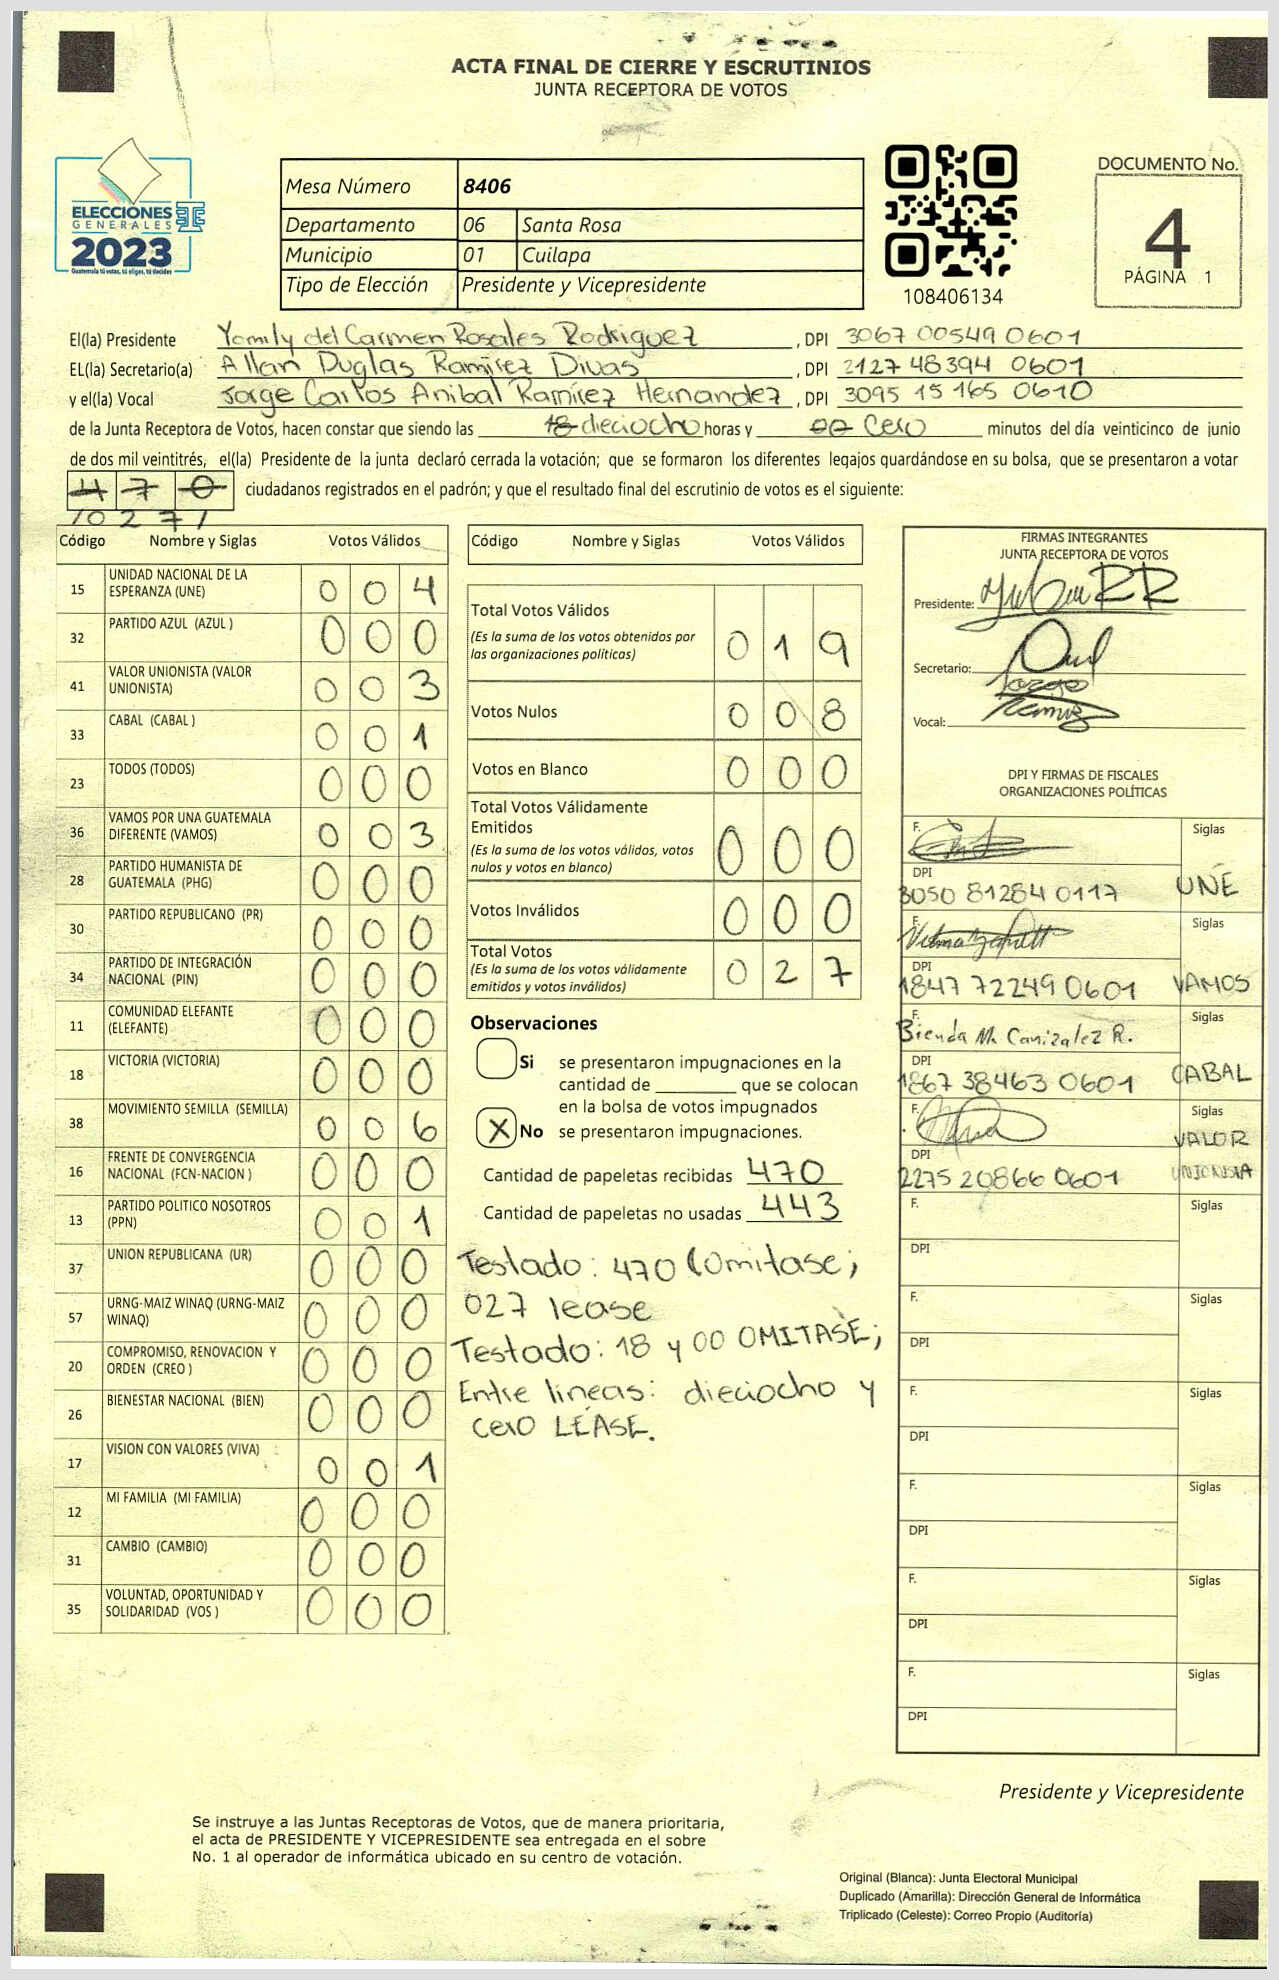 ACTA FINAL DE CIERRE Y ESCRUTINIOS
JUNTA RECEPTORA DE VOTOS
ELECCIONES
GENERALES
2023
Guatemala tú votas, tú eliges, tú decides
Mesa Número 8406
Departamento 06 Santa Rosa
Municipio 01 Cuilapa
Tipo de Elección Presidente y Vicepresidente
108406134
DOCUMENTO No.
4
PÁGINA 1
El(la) Presidente Yomily del Carmen Rosales Rodriguez, DPI 3067 00549 0601
EL(la) Secretario(a) Allan Duglas Ramírez Divas, DPI 2127 48394 0601
y el(la) Vocal Jorge Carlos Anibal Ramírez Hernandez, DPI 3095 15165 0610
de la Junta Receptora de Votos, hacen constar que siendo las 18 dieciocho horas y 00 cero minutos del día veinticinco de junio
de dos mil veintitrés, el(la) Presidente de la junta declaró cerrada la votación; que se formaron los diferentes legajos guardándose en su bolsa, que se presentaron a votar
4 7 0 ciudadanos registrados en el padrón; y que el resultado final del escrutinio de votos es el siguiente:
/0 2 7/
Código Nombre y Siglas Votos Válidos
15 UNIDAD NACIONAL DE LA ESPERANZA (UNE) 0 0 4
32 PARTIDO AZUL (AZUL ) 0 0 0
41 VALOR UNIONISTA (VALOR UNIONISTA) 0 0 3
33 CABAL (CABAL ) 0 0 1
23 TODOS (TODOS) 0 0 0
36 VAMOS POR UNA GUATEMALA DIFERENTE (VAMOS) 0 0 3
28 PARTIDO HUMANISTA DE GUATEMALA (PHG) 0 0 0
30 PARTIDO REPUBLICANO (PR) 0 0 0
34 PARTIDO DE INTEGRACIÓN NACIONAL (PIN) 0 0 0
11 COMUNIDAD ELEFANTE (ELEFANTE) 0 0 0
18 VICTORIA (VICTORIA) 0 0 0
38 MOVIMIENTO SEMILLA (SEMILLA) 0 0 6
16 FRENTE DE CONVERGENCIA NACIONAL (FCN-NACION ) 0 0 0
13 PARTIDO POLITICO NOSOTROS (PPN) 0 0 1
37 UNION REPUBLICANA (UR) 0 0 0
57 URNG-MAIZ WINAQ (URNG-MAIZ WINAQ) 0 0 0
20 COMPROMISO, RENOVACION Y ORDEN (CREO ) 0 0 0
26 BIENESTAR NACIONAL (BIEN) 0 0 0
17 VISION CON VALORES (VIVA) 0 0 1
12 MI FAMILIA (MI FAMILIA) 0 0 0
31 CAMBIO (CAMBIO) 0 0 0
35 VOLUNTAD, OPORTUNIDAD Y SOLIDARIDAD (VOS ) 0 0 0
Código Nombre y Siglas Votos Válidos
Total Votos Válidos 0 1 9
(Es la suma de los votos obtenidos por
las organizaciones políticas)
Votos Nulos 0 0 8
Votos en Blanco 0 0 0
Total Votos Válidamente
Emitidos 0 0 0
(Es la suma de los votos válidos, votos
nulos y votos en blanco)
Votos Inválidos 0 0 0
Total Votos 0 2 7
(Es la suma de los votos válidamente
emitidos y votos inválidos)
Observaciones
Si se presentaron impugnaciones en la
cantidad de ________ que se colocan
en la bolsa de votos impugnados
X No se presentaron impugnaciones.
Cantidad de papeletas recibidas 470
Cantidad de papeletas no usadas 443
Testado: 470 Omitase;
027 lease
Testado: 18 y 00 OMITASE;
Entre lineas: dieciocho y
cero LÉASE.
FIRMAS INTEGRANTES
JUNTA RECEPTORA DE VOTOS
Presidente:
Secretario:
Vocal: Jorge Ramirez
DPI Y FIRMAS DE FISCALES
ORGANIZACIONES POLÍTICAS
F. Siglas
DPI
3050 81284 0117 UNE
F. Siglas
DPI
1847 72249 0601 VAMOS
F. Siglas
Brenda M. Canizalez R.
DPI
1867 38463 0601 CABAL
F. Siglas
VALOR
DPI
2275 20866 0601 UNIONISTA
F. Siglas
DPI
F. Siglas
DPI
F. Siglas
DPI
F. Siglas
DPI
F. Siglas
DPI
F. Siglas
DPI
Presidente y Vicepresidente
Se instruye a las Juntas Receptoras de Votos, que de manera prioritaria,
el acta de PRESIDENTE Y VICEPRESIDENTE sea entregada en el sobre
No. 1 al operador de informática ubicado en su centro de votación.
Original (Blanca): Junta Electoral Municipal
Duplicado (Amarilla): Dirección General de Informática
Triplicado (Celeste): Correo Propio (Auditoría)